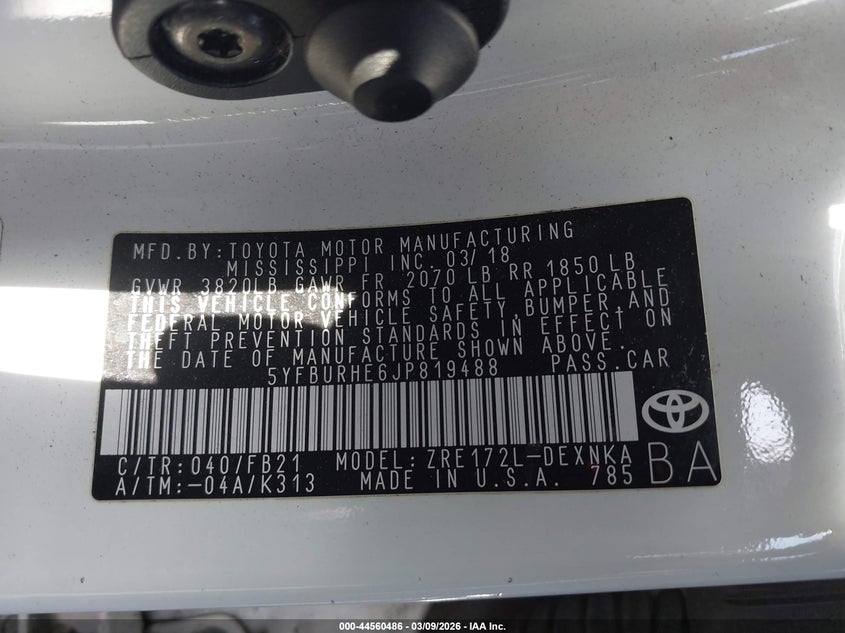 MFD.BY:TOYOTA MOTOR MANUFACTURING
MISSISSIPPI INC. 03/18
GVWR 3820LB GAWR FR 2070 LB RR 1850 LB
THIS VEHICLE CONFORMS TO ALL APPLICABLE
FEDERAL MOTOR VEHICLE SAFETY,BUMPER,AND
THEFT PREVENTION STANDARDS IN EFFECT ON
THE DATE OF MANUFACTURE SHOWN ABOVE.
5YFBURHE6JP819488 PASS.CAR
C/TR:040/FB21 MODEL:ZRE172L-DEXNKA
A/TM:-04A/K313 MADE IN U.S.A. 785
BA
000-44560486 - 03/09/2026 - IAA Inc.